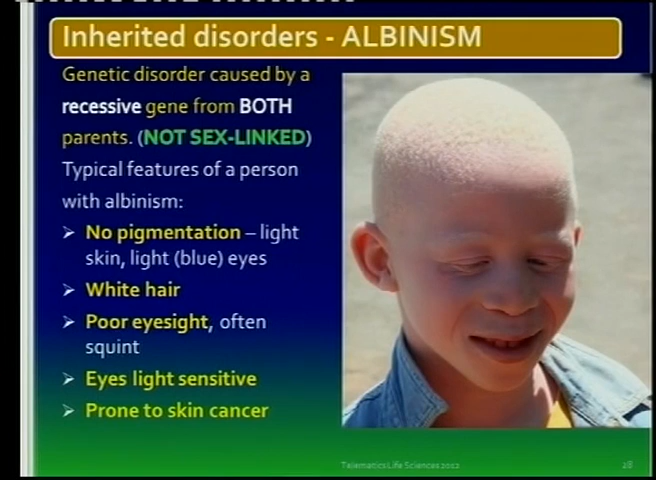 Inherited disorders - ALBINISM
Genetic disorder caused by a
recessive gene from BOTH
parents. (NOT SEX-LINKED)
Typical features of a person
with albinism:
➢ No pigmentation – light
skin, light (blue) eyes
➢ White hair
➢ Poor eyesight, often
squint
➢ Eyes light sensitive
➢ Prone to skin cancer
Telematics Life Sciences 2012
28